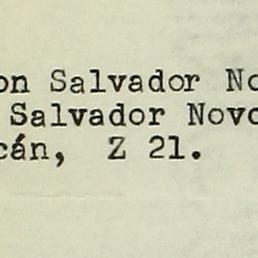 on Salvador No
Salvador Novo
cán, Z 21.